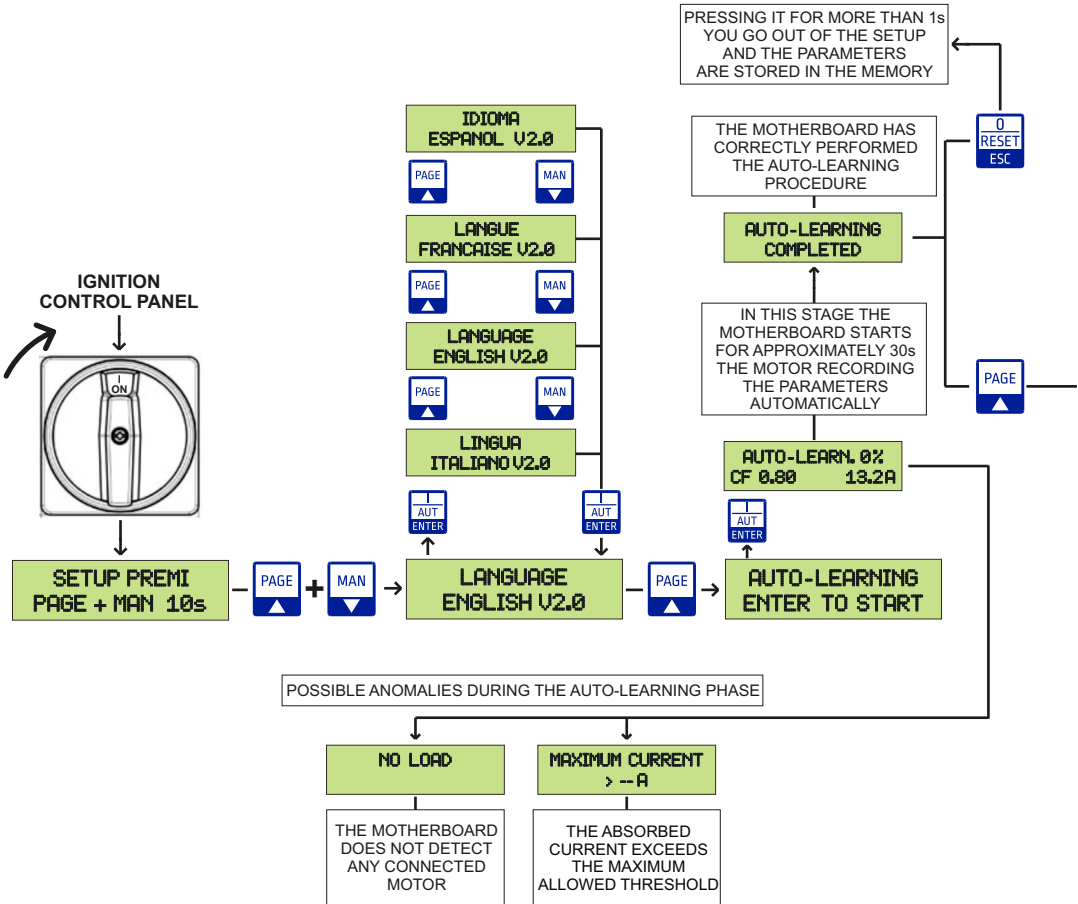 PRESSING IT FOR MORE THAN 1s
YOU GO OUT OF THE SETUP
AND THE PARAMETERS
ARE STORED IN THE MEMORY
0
RESET
ESC
THE MOTHERBOARD HAS
CORRECTLY PERFORMED
THE AUTO-LEARNING
PROCEDURE
AUTO-LEARNING
COMPLETED
IN THIS STAGE THE
MOTHERBOARD STARTS
FOR APPROXIMATELY 30s
THE MOTOR RECORDING
THE PARAMETERS
AUTOMATICALLY
PAGE
AUTO-LEARN. 0%
CF 0.80 13.2A
I
AUT
ENTER
IDIOMA
ESPANOL V2.0
PAGE
MAN
LANGUE
FRANCAISE V2.0
PAGE
MAN
LANGUAGE
ENGLISH V2.0
PAGE
MAN
LINGUA
ITALIANO V2.0
I
AUT
ENTER
I
AUT
ENTER
IGNITION
CONTROL PANEL
I
ON
SETUP PREMI
PAGE + MAN 10s
PAGE
+
MAN
LANGUAGE
ENGLISH V2.0
PAGE
AUTO-LEARNING
ENTER TO START
POSSIBLE ANOMALIES DURING THE AUTO-LEARNING PHASE
NO LOAD
THE MOTHERBOARD
DOES NOT DETECT
ANY CONNECTED
MOTOR
MAXIMUM CURRENT
> --A
THE ABSORBED
CURRENT EXCEEDS
THE MAXIMUM
ALLOWED THRESHOLD